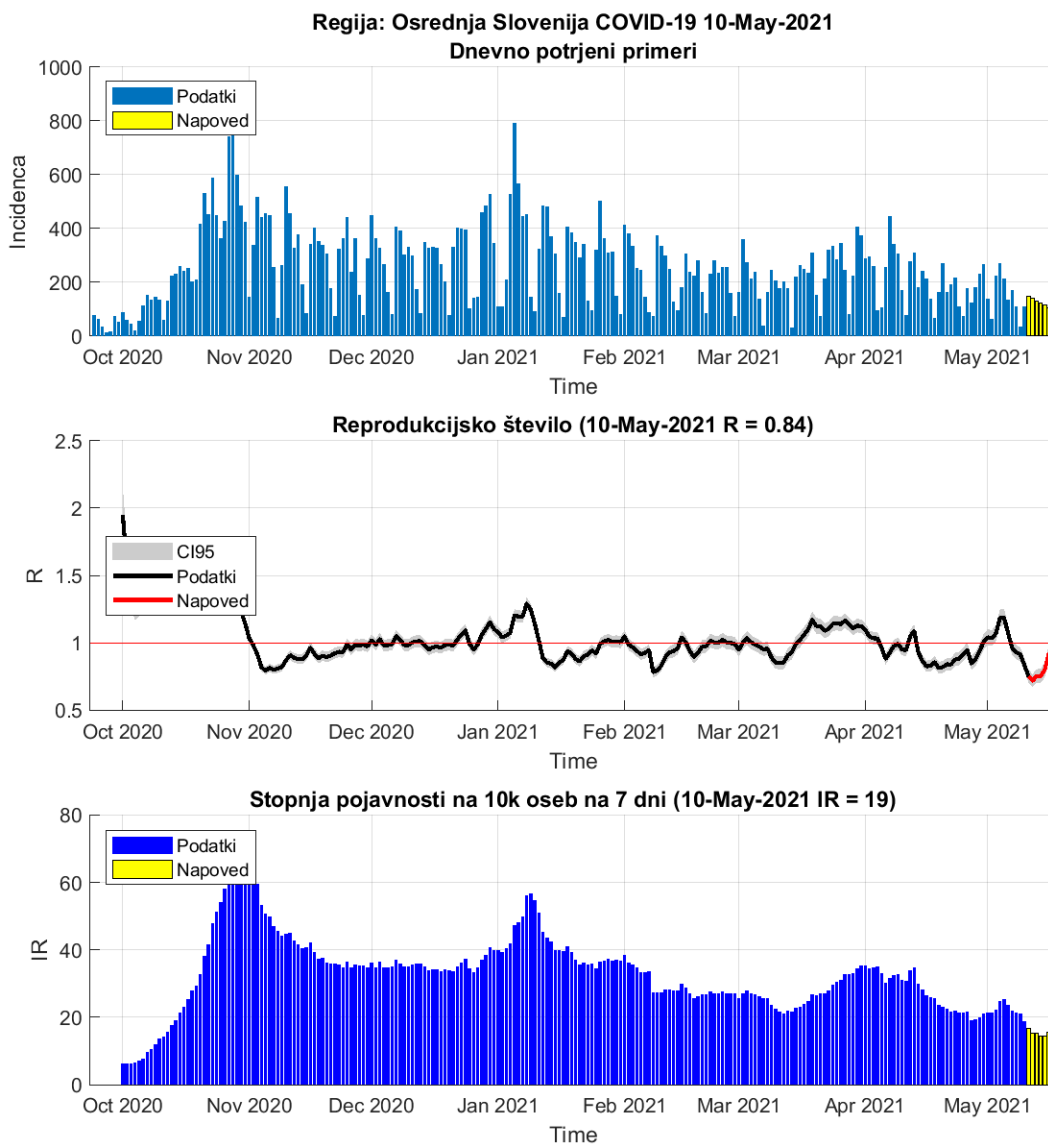 Regija: Osrednja Slovenija COVID-19 10-May-2021
Dnevno potrjeni primeri
1000
800
600
400
200
0
Incidenca
Podatki
Napoved
Oct 2020 Nov 2020 Dec 2020 Jan 2021 Feb 2021 Mar 2021 Apr 2021 May 2021
Time
Reprodukcijsko število (10-May-2021 R = 0.84)
2.5
2
1.5
1
0.5
R
CI95
Podatki
Napoved
Oct 2020 Nov 2020 Dec 2020 Jan 2021 Feb 2021 Mar 2021 Apr 2021 May 2021
Time
Stopnja pojavnosti na 10k oseb na 7 dni (10-May-2021 IR = 19)
80
60
40
20
0
IR
Podatki
Napoved
Oct 2020 Nov 2020 Dec 2020 Jan 2021 Feb 2021 Mar 2021 Apr 2021 May 2021
Time